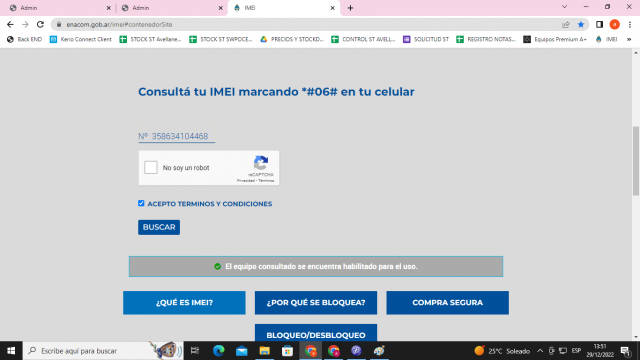 Admin
Admin
IMEI
enacom.gob.ar/imei#contenedorSite
a
Back END
Kerio Connect Client
STOCK ST Avellane...
STOCK ST SWPOCE...
PRECIOS Y STOCKD...
CONTROL ST AVELL...
SOLICITUD ST
REGISTRO NOTAS...
Equipos Premium A+
IMEI
Consultá tu IMEI marcando *#06# en tu celular
Nº 358634104468
No soy un robot
reCAPTCHA
Privacidad - Términos
ACEPTO TERMINOS Y CONDICIONES
BUSCAR
El equipo consultado se encuentra habilitado para el uso.
¿QUÉ ES IMEI?
¿POR QUÉ SE BLOQUEA?
COMPRA SEGURA
BLOQUEO/DESBLOQUEO
Escribe aquí para buscar
25°C Soleado
ESP
13:51
29/12/2022